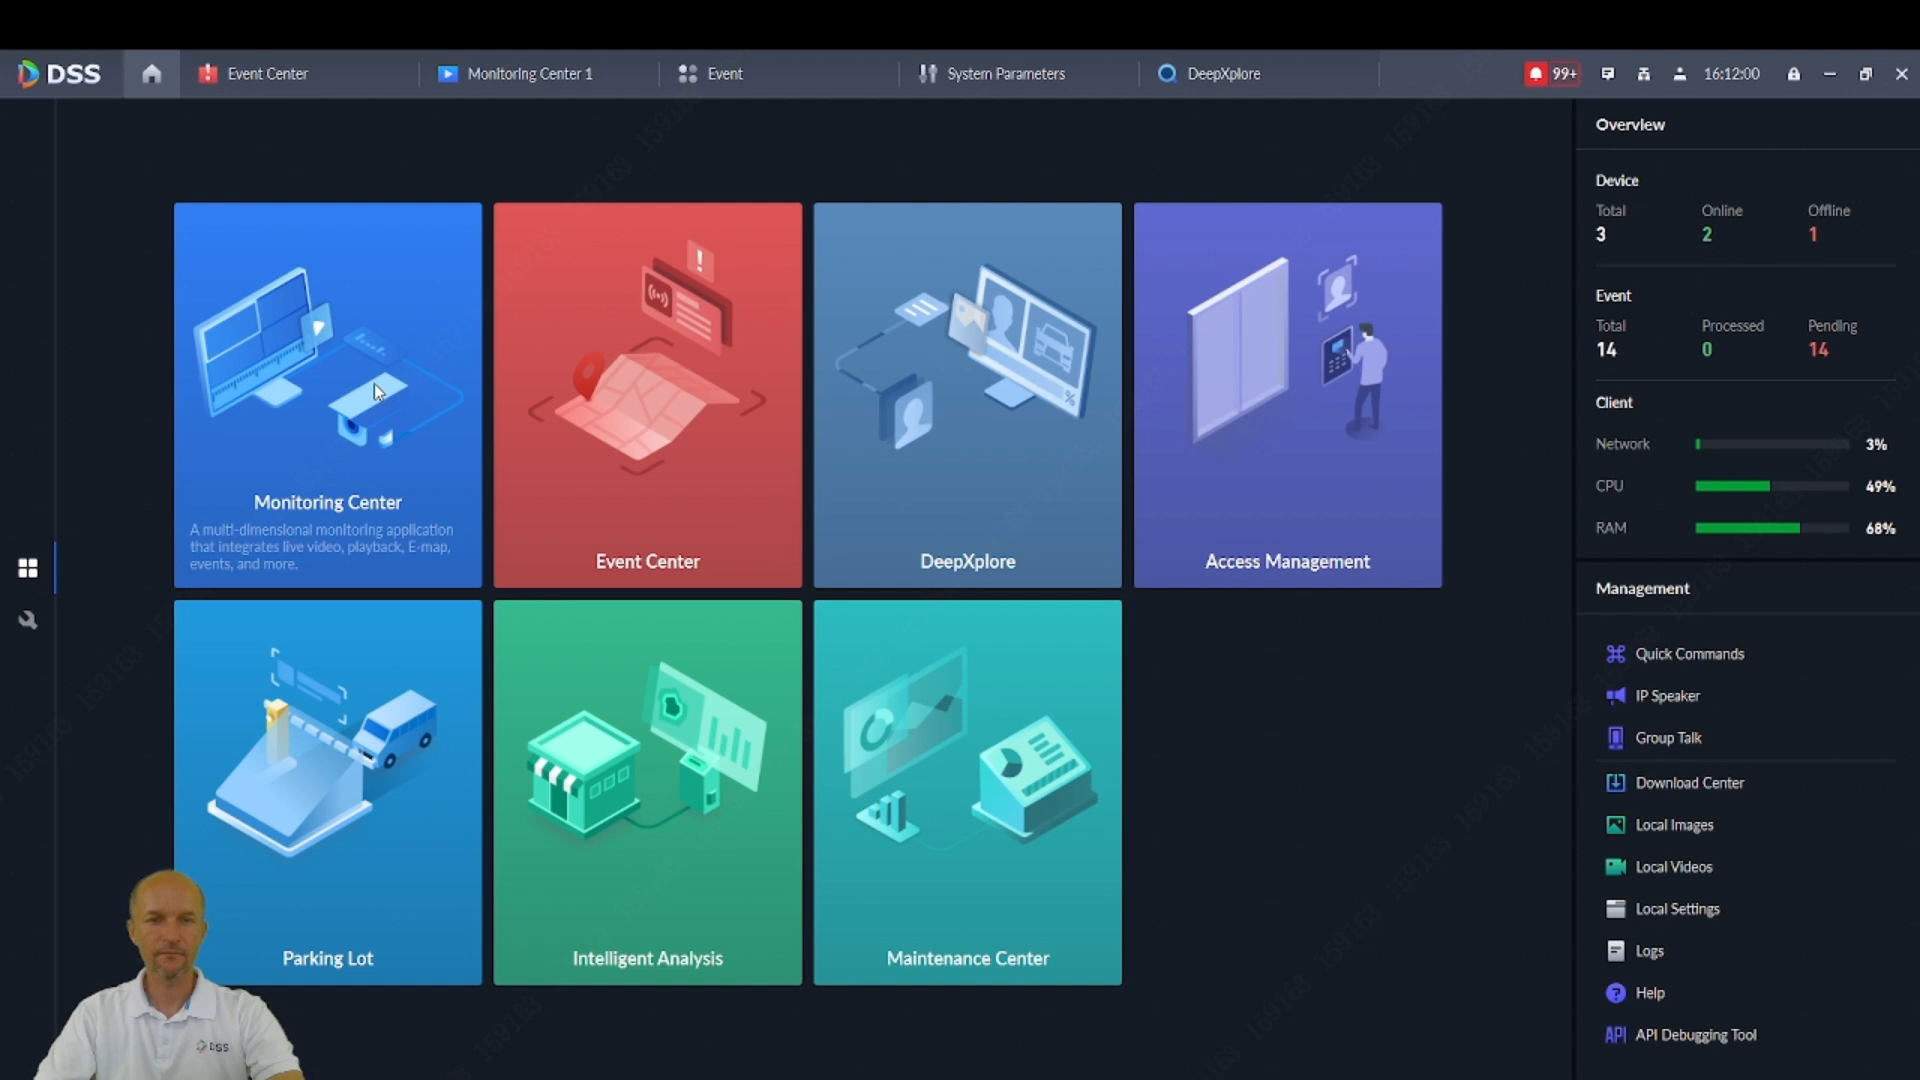 DSS
Event Center
Monitoring Center 1
Event
System Parameters
DeepXplore
99+
16:12:00
Overview
Device
Total Online Offline
3 2 1
Event
Total Processed Pending
14 0 14
Client
Network 3%
CPU 49%
RAM 68%
Management
Quick Commands
IP Speaker
Group Talk
Download Center
Local Images
Local Videos
Local Settings
Logs
Help
API API Debugging Tool
Monitoring Center
A multi-dimensional monitoring application
that integrates live video, playback, E-map,
events, and more.
Event Center
DeepXplore
Access Management
Parking Lot
Intelligent Analysis
Maintenance Center
DSS
159163 159163